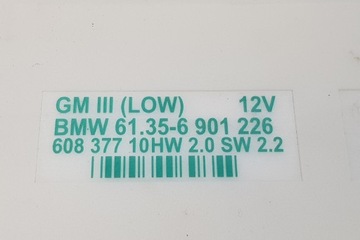 GM III (LOW) 12V
BMW 61.35-6 901 226
608 377 10HW 2.0 SW 2.2